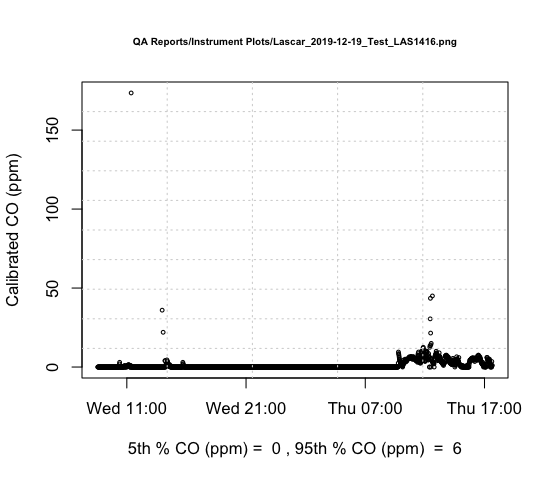 QA Reports/Instrument Plots/Lascar_2019-12-19_Test_LAS1416.png
Calibrated CO (ppm)
150
100
50
0
Wed 11:00 Wed 21:00 Thu 07:00 Thu 17:00
5th % CO (ppm) =  0 , 95th % CO (ppm)  =  6